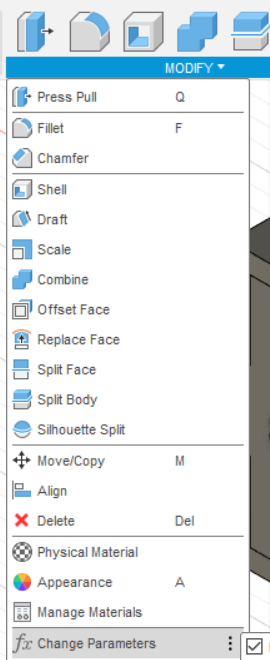 MODIFY
Press Pull Q
Fillet F
Chamfer
Shell
Draft
Scale
Combine
Offset Face
Replace Face
Split Face
Split Body
Silhouette Split
Move/Copy M
Align
Delete Del
Physical Material
Appearance A
Manage Materials
fx Change Parameters